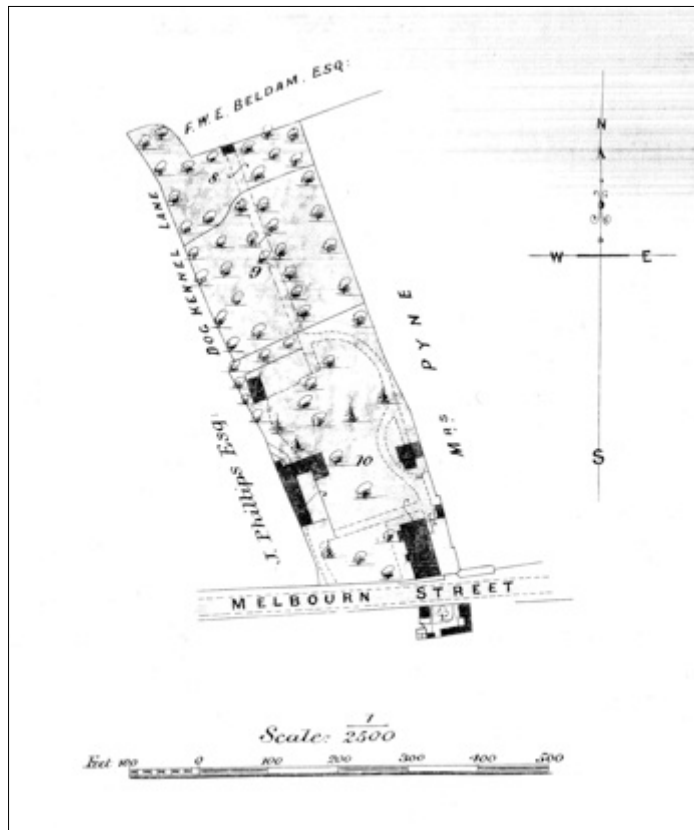 F. W. E. BELDAM, ESQ:
N
8
DOG KENNEL LANE
W E
9
MRS PYNE
S
J. Phillips Esq:
10
MELBOURN STREET
Scale: 1/2500
Feet 100 0 100 200 300 400 500